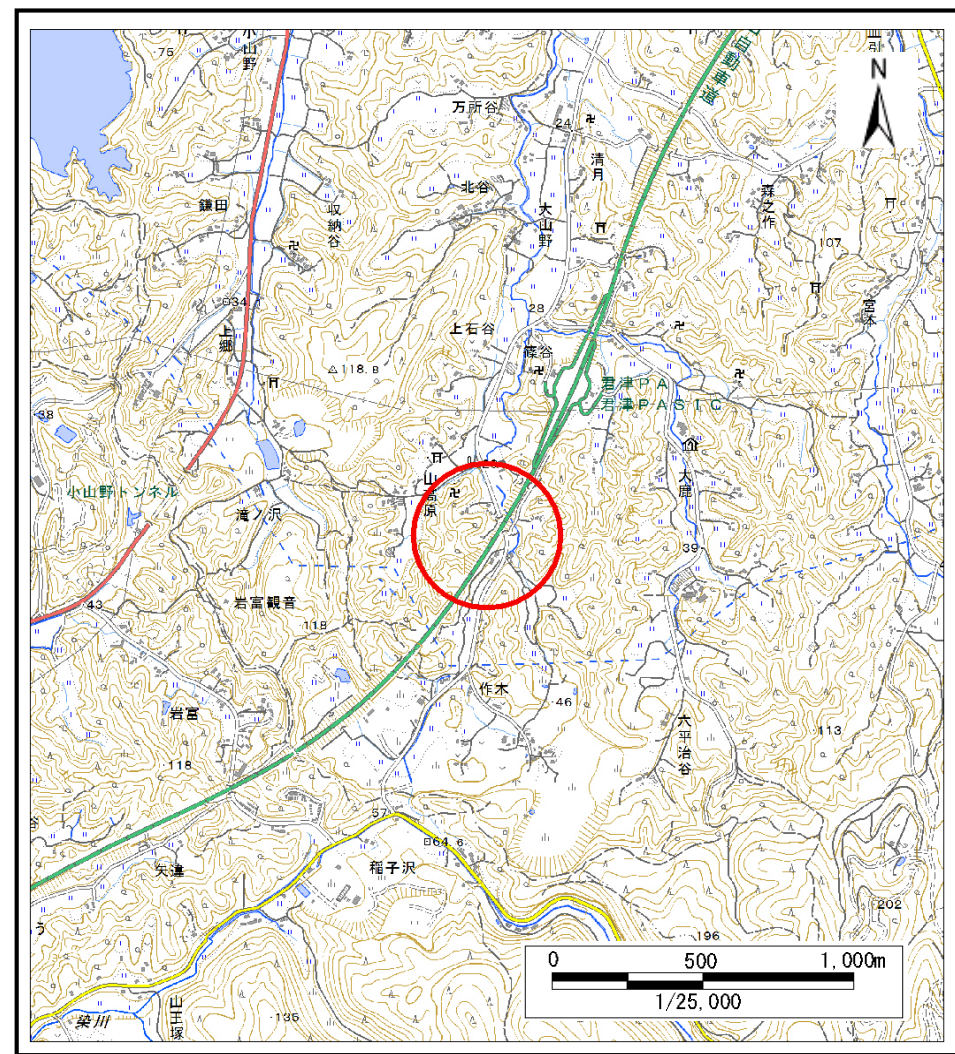 76
小山野
自動車道
N
万所谷
24
清月
北谷
大山野
森之作
鎌田
収納谷
107
34.
28
上石谷
篠谷
上郷
宮本
118.8
君津PA
君津PASIC
38
大鹿
小山野トンネル
山高原
滝ノ沢
39
岩富観音
43
118
作木
46
岩富
六平治谷
113
118
57
64.6
矢違
稲子沢
202
196
0 500 1,000m
1/25,000
染川
山王塚
135